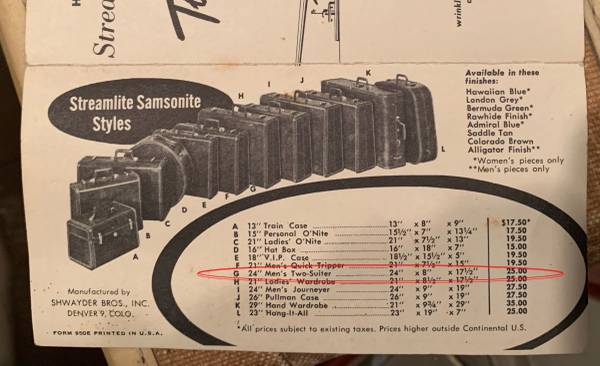 H
Strea
wrinkl
Streamlite Samsonite
Styles
H
I
J
K
L
G
F
E
D
C
B
A
Available in these
finishes:
Hawaiian Blue*
London Grey*
Bermuda Green*
Rawhide Finish*
Admiral Blue*
Saddle Tan
Colorado Brown
Alligator Finish**
*Women's pieces only
**Men's pieces only
A 13" Train Case 13" x 8" x 9" $17.50*
B 15" Personal O'Nite 15½" x 7" x 13¼" 17.50
C 21" Ladies' O'Nite 21" x 7½" x 13" 19.50
D 16" Hat Box 16" x 18" x 7" 15.00
E 18" V.I.P. Case 18½" x 15½" x 5" 19.50
F 21" Men's Quick Tripper 21" x 7½" x 15" 19.50
G 24" Men's Two-Suiter 24" x 8" x 17½" 25.00
H 21" Ladies' Wardrobe 21" x 8½" x 17½" 25.00
I 24" Men's Journeyer 24" x 9" x 19" 27.50
J 26" Pullman Case 26" x 9" x 19" 27.50
K 29" Hand Wardrobe 29" x 9¾" x 29" 35.00
L 23" Hang-It-All 23" x 19" x 7" 25.00
*All prices subject to existing taxes. Prices higher outside Continental U.S.
Manufactured by
SHWAYDER BROS., INC.
DENVER 9, COLO.
FORM 950E PRINTED IN U.S.A.